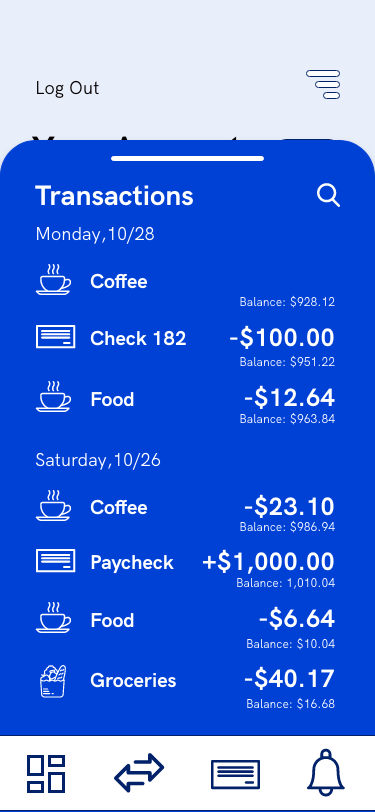 Log Out
Transactions
Monday,10/28
Coffee
Balance: $928.12
Check 182 -$100.00
Balance: $951.22
Food -$12.64
Balance: $963.84
Saturday,10/26
Coffee -$23.10
Balance: $986.94
Paycheck +$1,000.00
Balance: 1,010.04
Food -$6.64
Balance: $10.04
Groceries -$40.17
Balance: $16.68